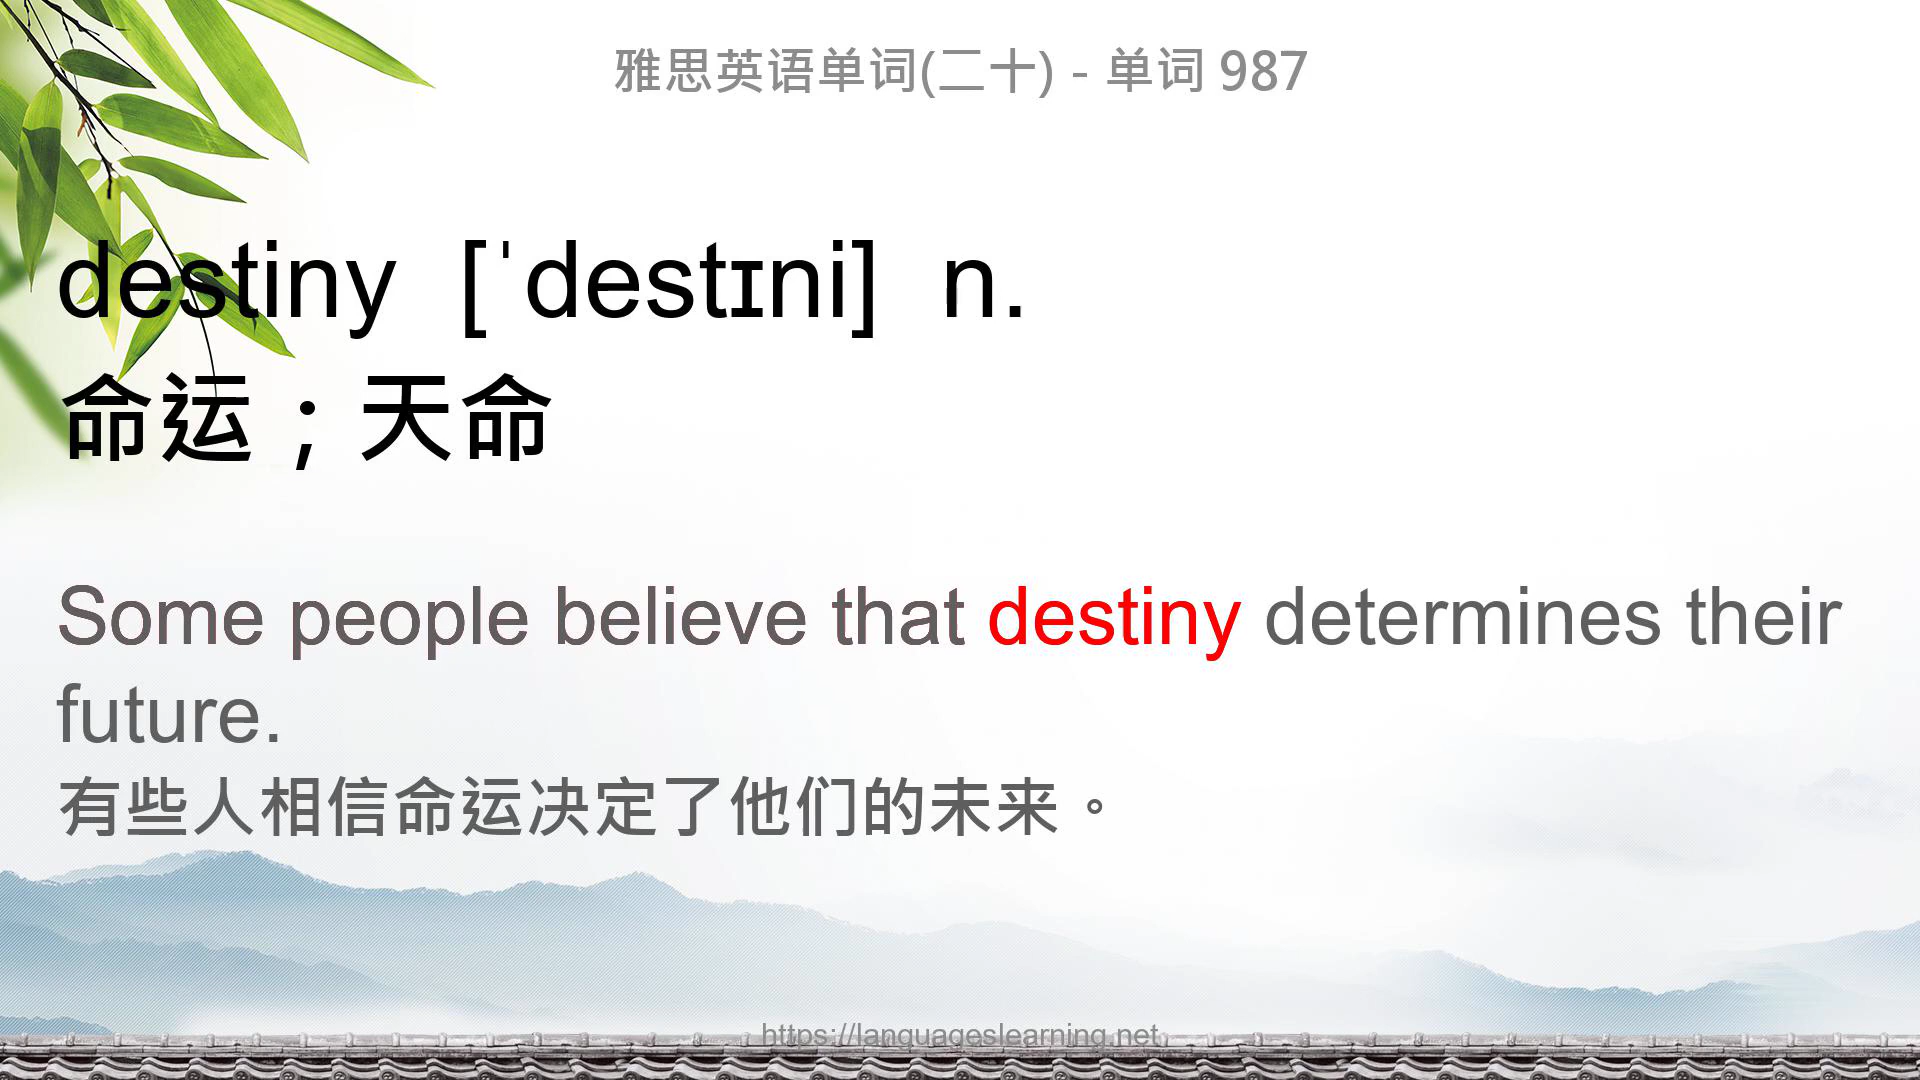 雅思英语单词(二十) - 单词 987
destiny [ˈdestɪni] n.
命运；天命
Some people believe that destiny determines their
future.
有些人相信命运决定了他们的未来。
https://languageslearning.net